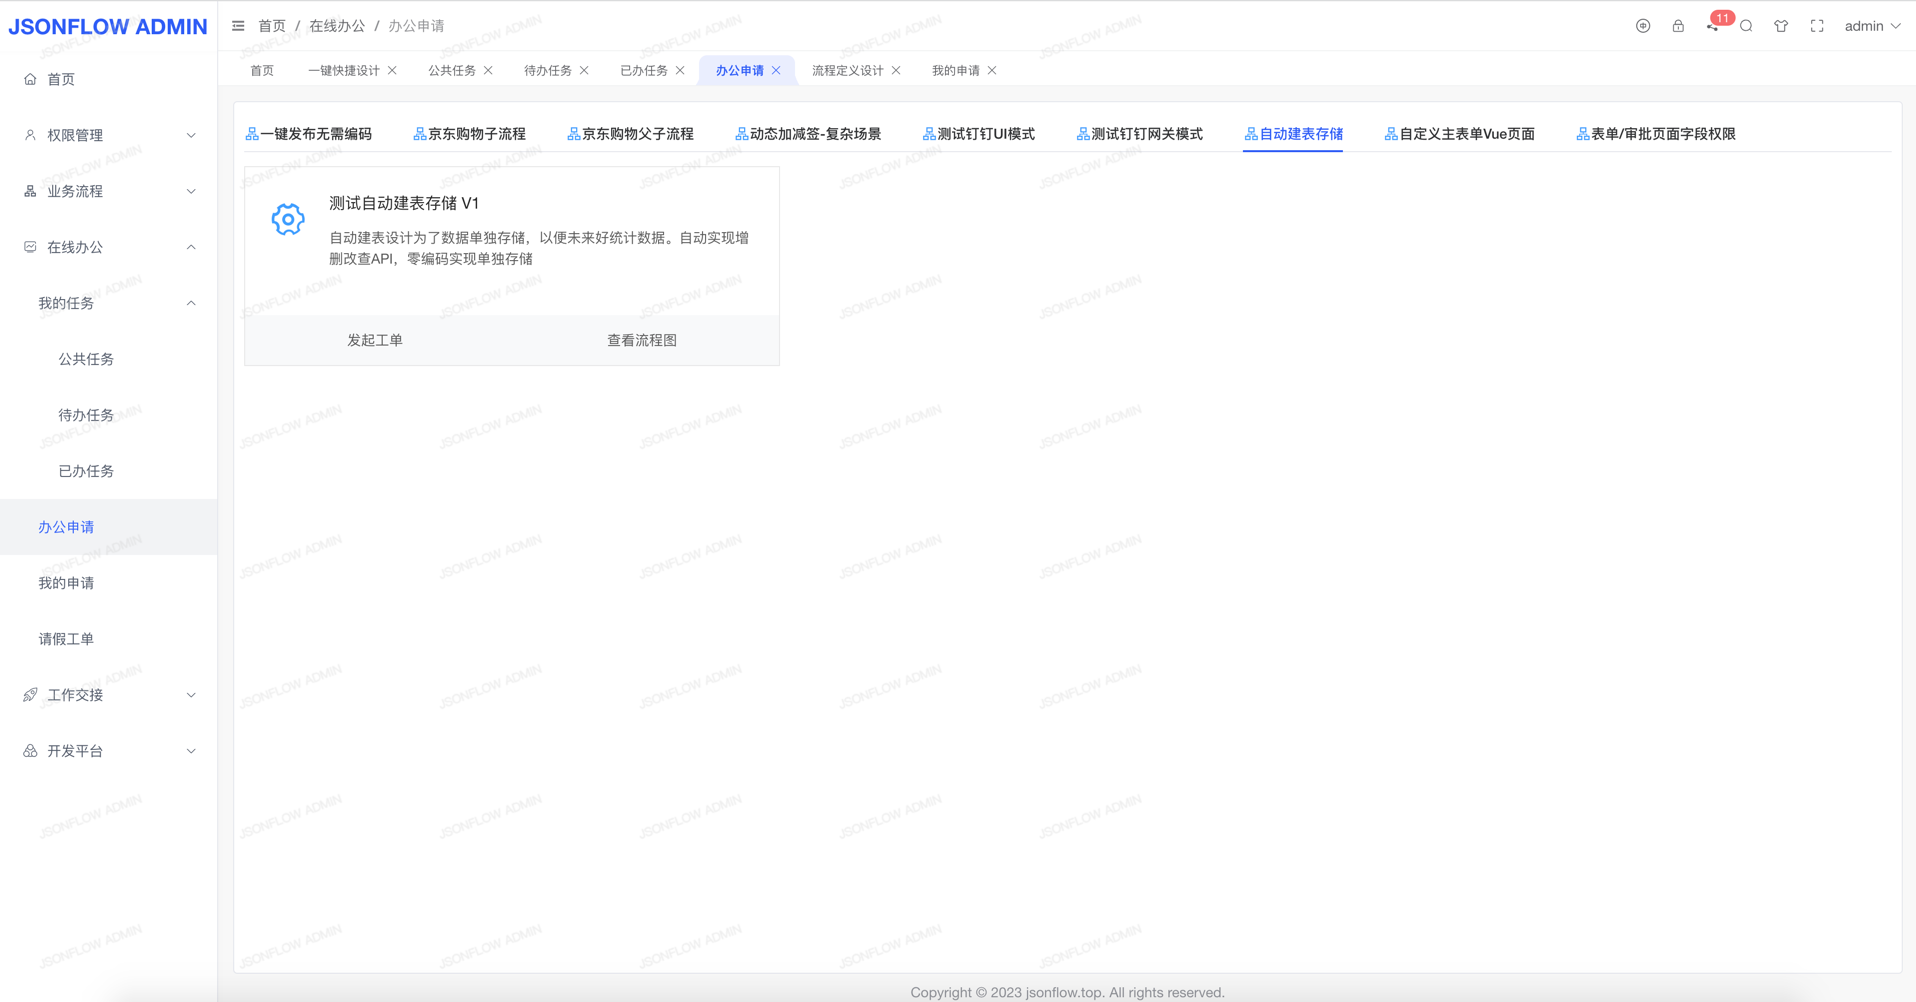 JSONFLOW ADMIN
首页 / 在线办公 / 办公申请
11
admin
首页
一键快捷设计
公共任务
待办任务
已办任务
办公申请
流程定义设计
我的申请
首页
权限管理
业务流程
在线办公
我的任务
公共任务
待办任务
已办任务
办公申请
我的申请
请假工单
工作交接
开发平台
一键发布无需编码
京东购物子流程
京东购物父子流程
动态加减签-复杂场景
测试钉钉UI模式
测试钉钉网关模式
自动建表存储
自定义主表单Vue页面
表单/审批页面字段权限
测试自动建表存储 V1
自动建表设计为了数据单独存储，以便未来好统计数据。自动实现增
删改查API，零编码实现单独存储
发起工单
查看流程图
JSONFLOW ADMIN
Copyright © 2023 jsonflow.top. All rights reserved.